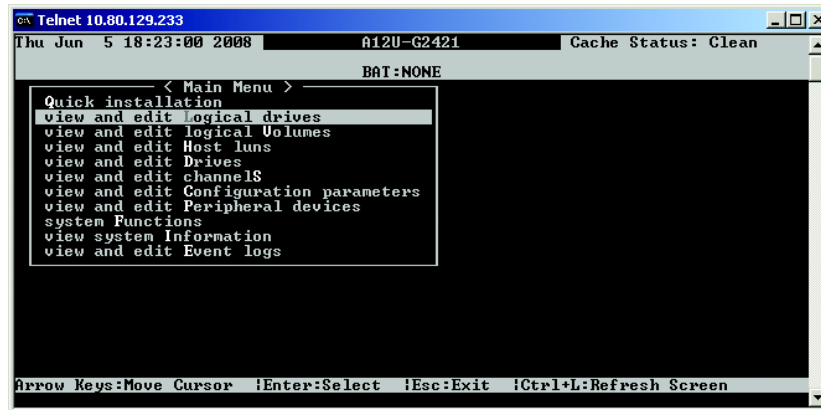 Telnet 10.80.129.233
Thu Jun 5 18:23:00 2008 A12U-G2421 Cache Status: Clean
BAT:NONE
< Main Menu >
Quick installation
view and edit Logical drives
view and edit logical Volumes
view and edit Host luns
view and edit Drives
view and edit channelS
view and edit Configuration parameters
view and edit Peripheral devices
system Functions
view system Information
view and edit Event logs
Arrow Keys:Move Cursor |Enter:Select |Esc:Exit |Ctrl+L:Refresh Screen